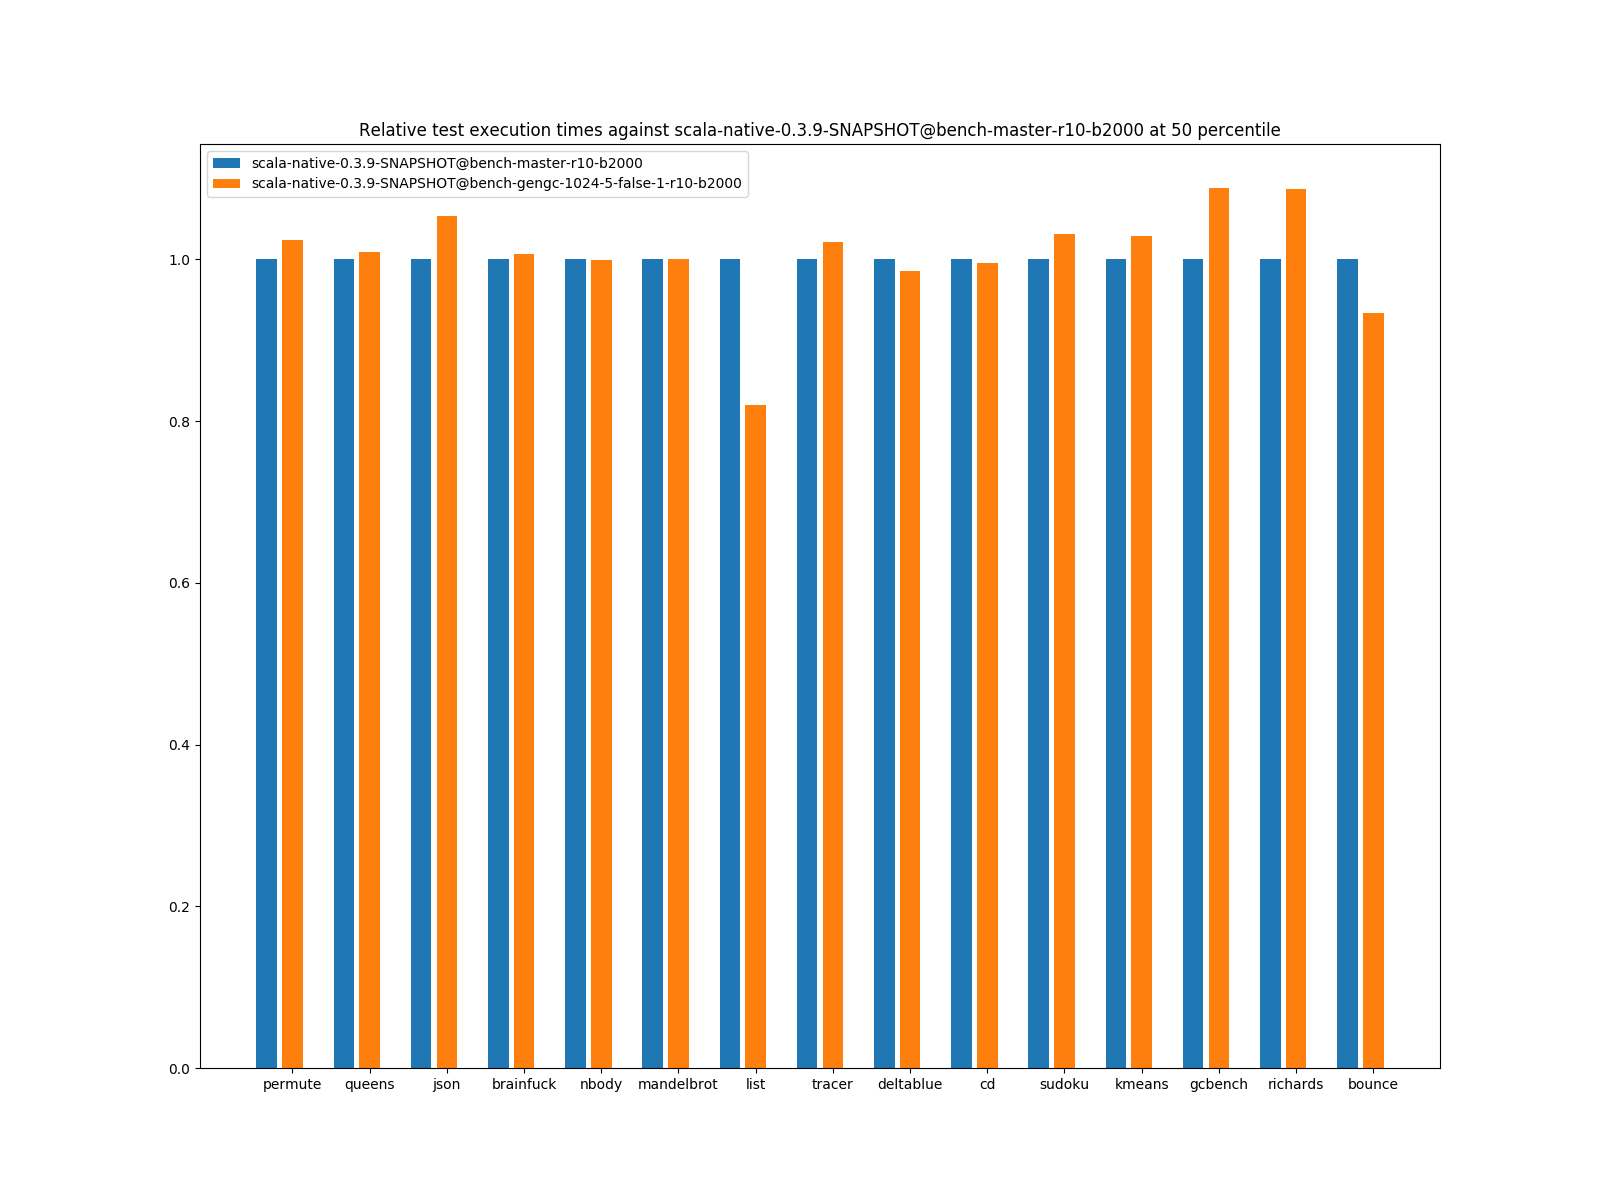 Relative test execution times against scala-native-0.3.9-SNAPSHOT@bench-master-r10-b2000 at 50 percentile
scala-native-0.3.9-SNAPSHOT@bench-master-r10-b2000
scala-native-0.3.9-SNAPSHOT@bench-gengc-1024-5-false-1-r10-b2000
1.0
0.8
0.6
0.4
0.2
0.0
permute queens json brainfuck nbody mandelbrot list tracer deltablue cd sudoku kmeans gcbench richards bounce